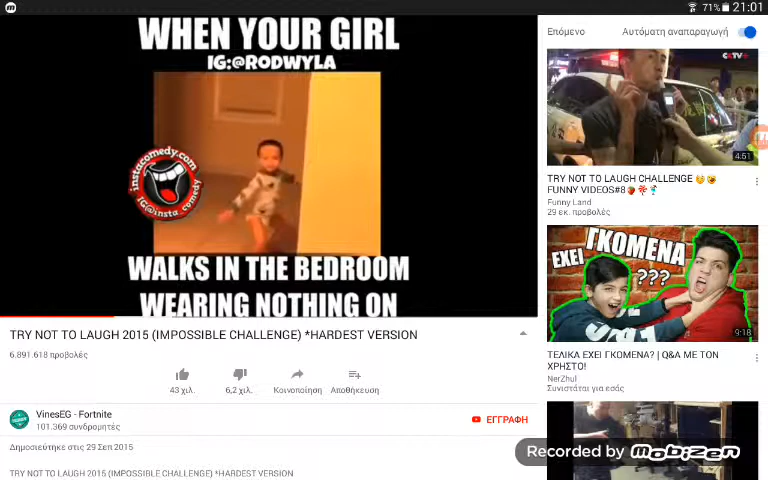 71% 21:01
WHEN YOUR GIRL
IG:@RODWYLA
instacomedy.com
IG@insta_comedy
WALKS IN THE BEDROOM
WEARING NOTHING ON
TRY NOT TO LAUGH 2015 (IMPOSSIBLE CHALLENGE) *HARDEST VERSION
6.891.618 προβολές
43 χιλ.
6,2 χιλ.
Κοινοποίηση
Αποθήκευση
VinesEG - Fortnite
101.369 συνδρομητές
ΕΓΓΡΑΦΗ
Δημοσιεύτηκε στις 29 Σεπ 2015
TRY NOT TO LAUGH 2015 (IMPOSSIBLE CHALLENGE) *HARDEST VERSION
Επόμενο
Αυτόματη αναπαραγωγή
CCTV+
4:51
TRY NOT TO LAUGH CHALLENGE
FUNNY VIDEOS#8
Funny Land
29 εκ. προβολές
ΕΧΕΙ ΓΚΟΜΕΝΑ
???
9:18
ΤΕΛΙΚΑ ΕΧΕΙ ΓΚΟΜΕΝΑ? | Q&A ΜΕ ΤΟΝ
ΧΡΗΣΤΟ!
NerZhul
Συνιστάται για εσάς
Recorded by Mobizen